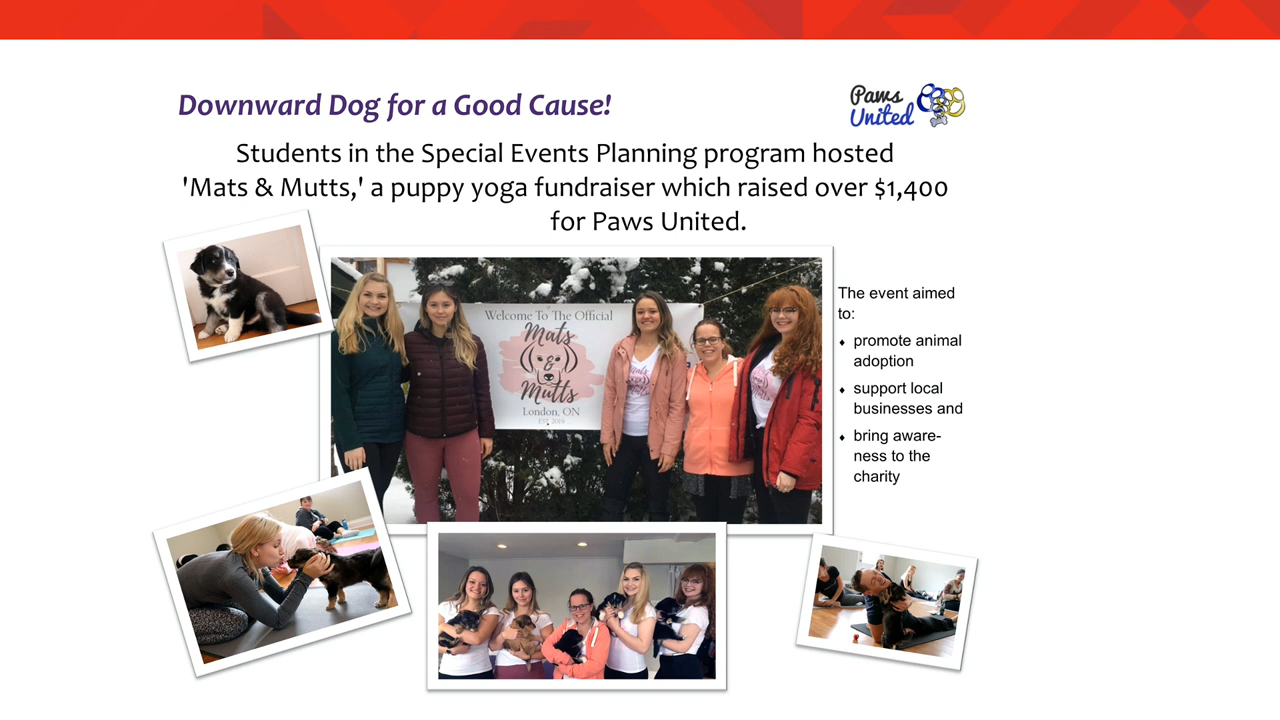 Downward Dog for a Good Cause!
Paws
United
Students in the Special Events Planning program hosted
'Mats & Mutts,' a puppy yoga fundraiser which raised over $1,400
for Paws United.
The event aimed
to:
♦ promote animal
adoption
♦ support local
businesses and
♦ bring aware-
ness to the
charity
Welcome To The Official
Mats
&
Mutts
London, ON
EST. 2019